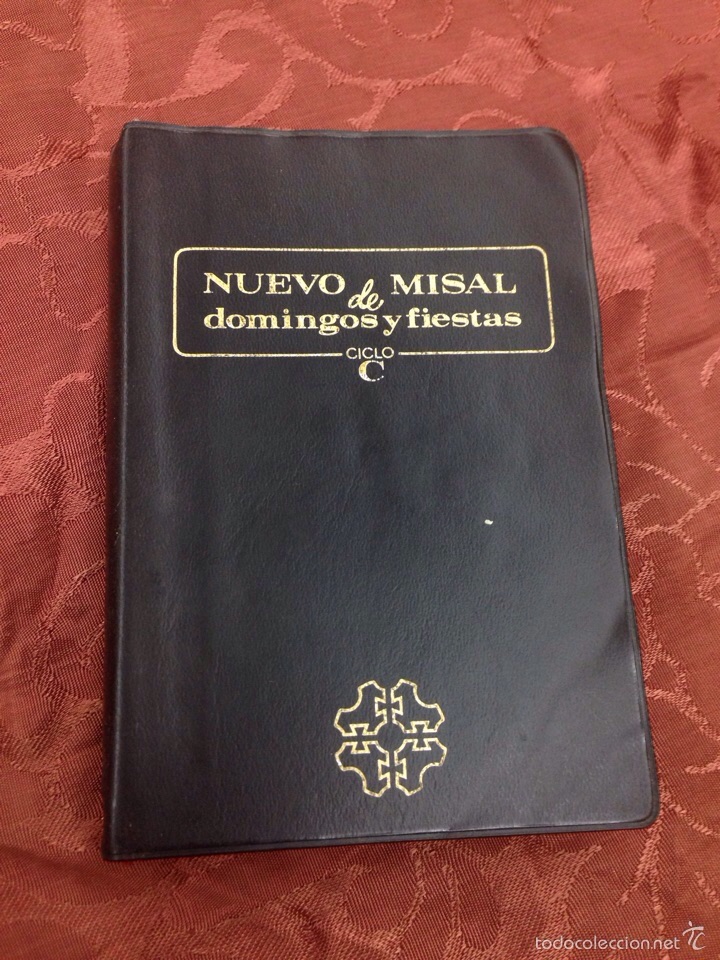 NUEVO de MISAL
domingos y fiestas
CICLO
C
todocoleccion.net